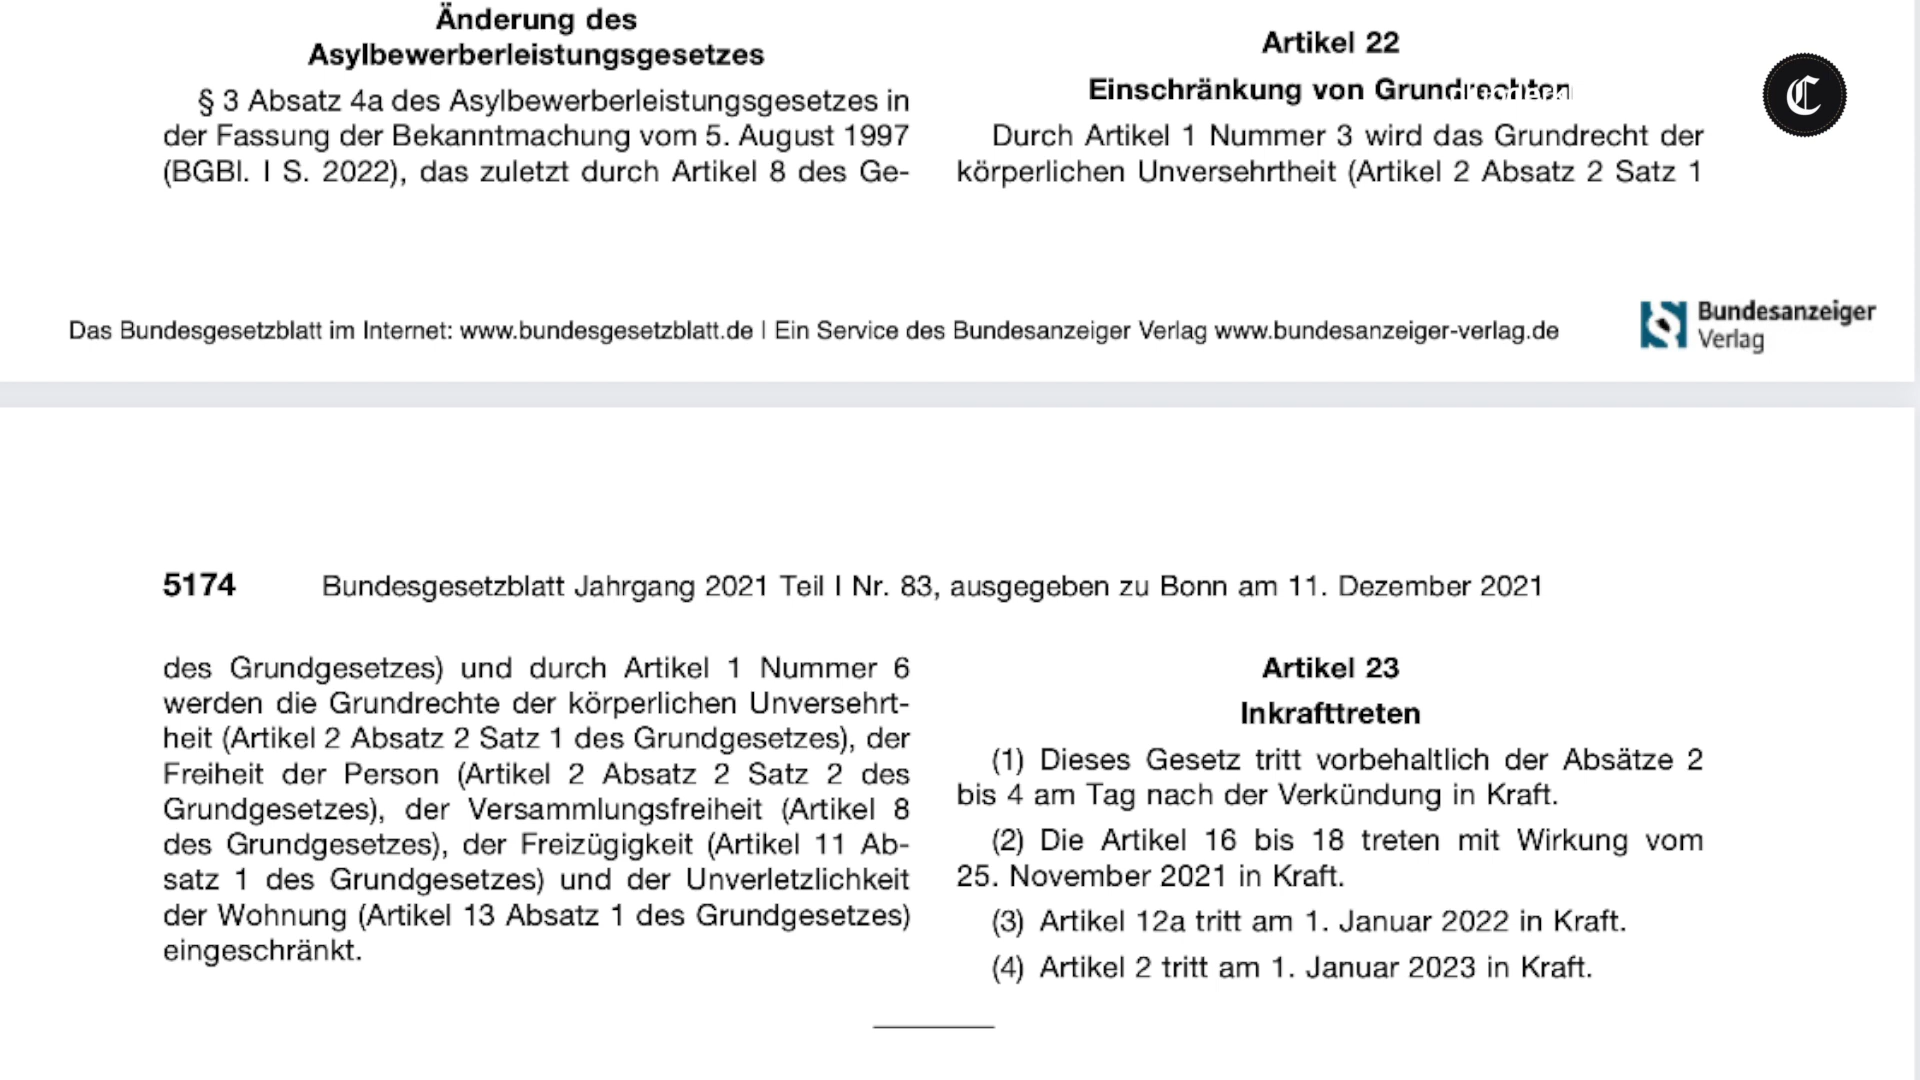 Änderung des
Asylbewerberleistungsgesetzes
§ 3 Absatz 4a des Asylbewerberleistungsgesetzes in
der Fassung der Bekanntmachung vom 5. August 1997
(BGBl. I S. 2022), das zuletzt durch Artikel 8 des Ge-
Artikel 22
Einschränkung von Grundrechten
Durch Artikel 1 Nummer 3 wird das Grundrecht der
körperlichen Unversehrtheit (Artikel 2 Absatz 2 Satz 1
C
Das Bundesgesetzblatt im Internet: www.bundesgesetzblatt.de | Ein Service des Bundesanzeiger Verlag www.bundesanzeiger-verlag.de
Bundesanzeiger
Verlag
5174 Bundesgesetzblatt Jahrgang 2021 Teil I Nr. 83, ausgegeben zu Bonn am 11. Dezember 2021
des Grundgesetzes) und durch Artikel 1 Nummer 6
werden die Grundrechte der körperlichen Unversehrt-
heit (Artikel 2 Absatz 2 Satz 1 des Grundgesetzes), der
Freiheit der Person (Artikel 2 Absatz 2 Satz 2 des
Grundgesetzes), der Versammlungsfreiheit (Artikel 8
des Grundgesetzes), der Freizügigkeit (Artikel 11 Ab-
satz 1 des Grundgesetzes) und der Unverletzlichkeit
der Wohnung (Artikel 13 Absatz 1 des Grundgesetzes)
eingeschränkt.
Artikel 23
Inkrafttreten
(1) Dieses Gesetz tritt vorbehaltlich der Absätze 2
bis 4 am Tag nach der Verkündung in Kraft.
(2) Die Artikel 16 bis 18 treten mit Wirkung vom
25. November 2021 in Kraft.
(3) Artikel 12a tritt am 1. Januar 2022 in Kraft.
(4) Artikel 2 tritt am 1. Januar 2023 in Kraft.